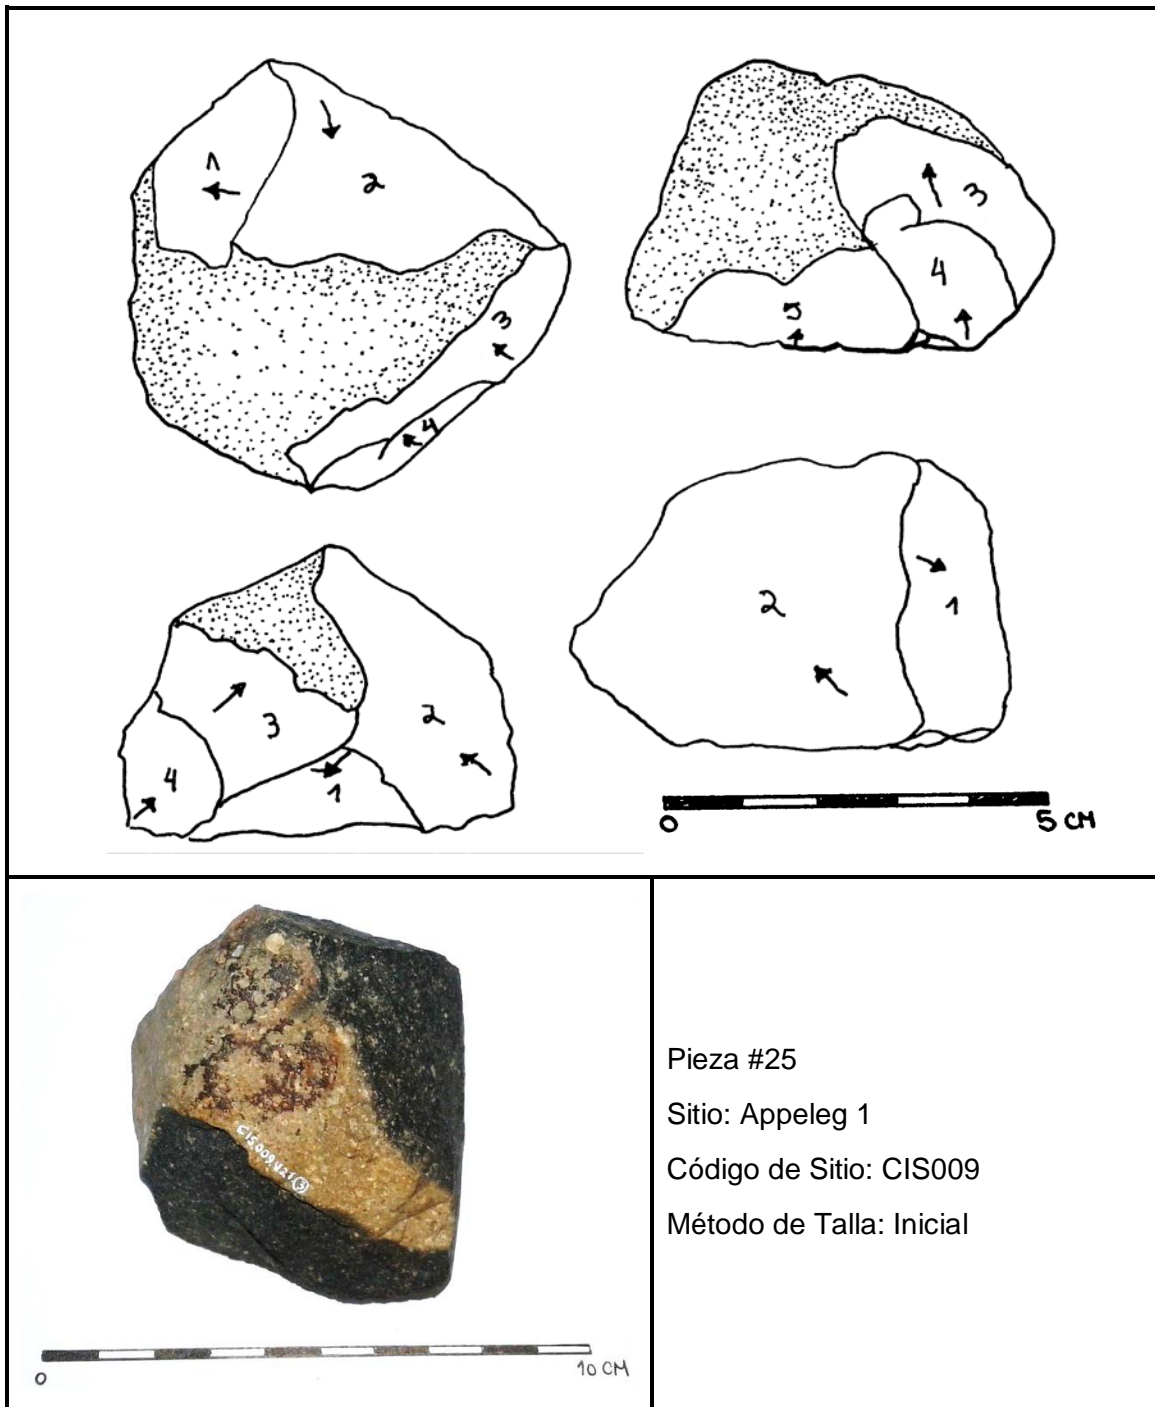 1
2
3
4
3
4
5
3
2
4
1
2
1
0
5 CM
CIS009.421(3)
0
10 CM
Pieza #25
Sitio: Appeleg 1
Código de Sitio: CIS009
Método de Talla: Inicial